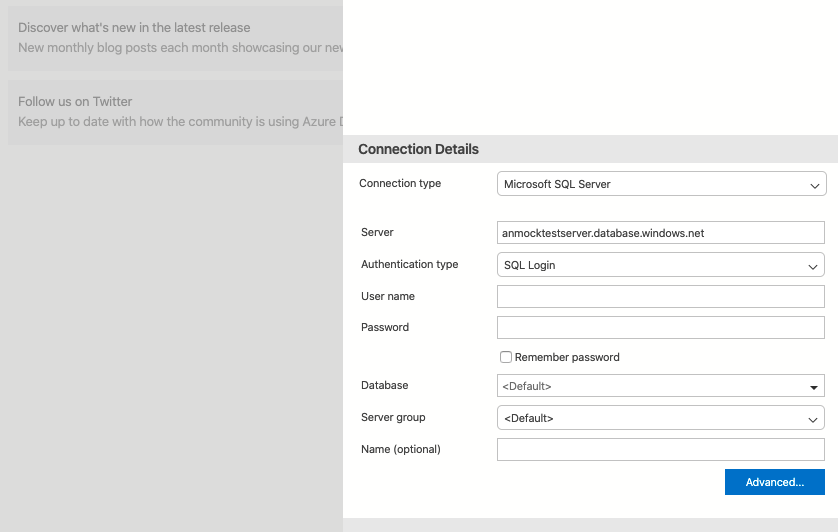 Discover what's new in the latest release
New monthly blog posts each month showcasing our new
Follow us on Twitter
Keep up to date with how the community is using Azure D
Connection Details
Connection type
Microsoft SQL Server
Server
anmocktestserver.database.windows.net
Authentication type
SQL Login
User name
Password
Remember password
Database
<Default>
Server group
<Default>
Name (optional)
Advanced...